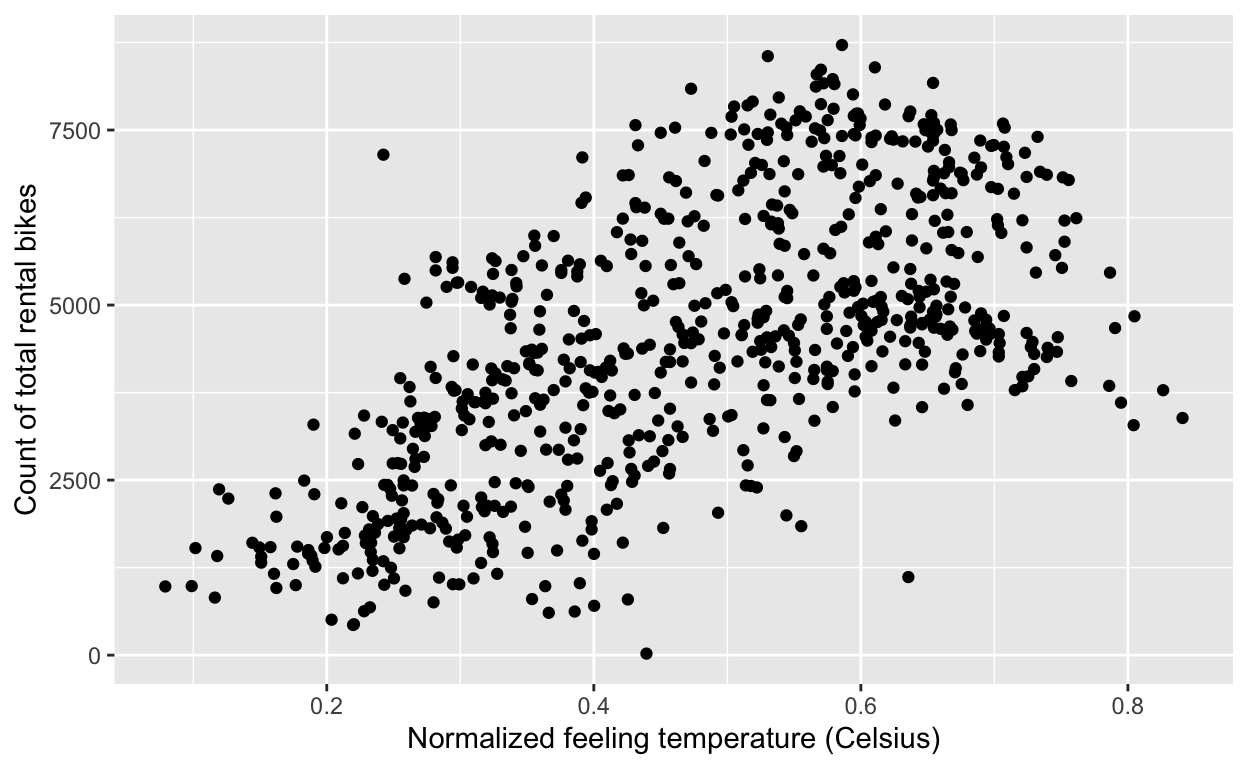 Count of total rental bikes
7500
5000
2500
0
0.2 0.4 0.6 0.8
Normalized feeling temperature (Celsius)